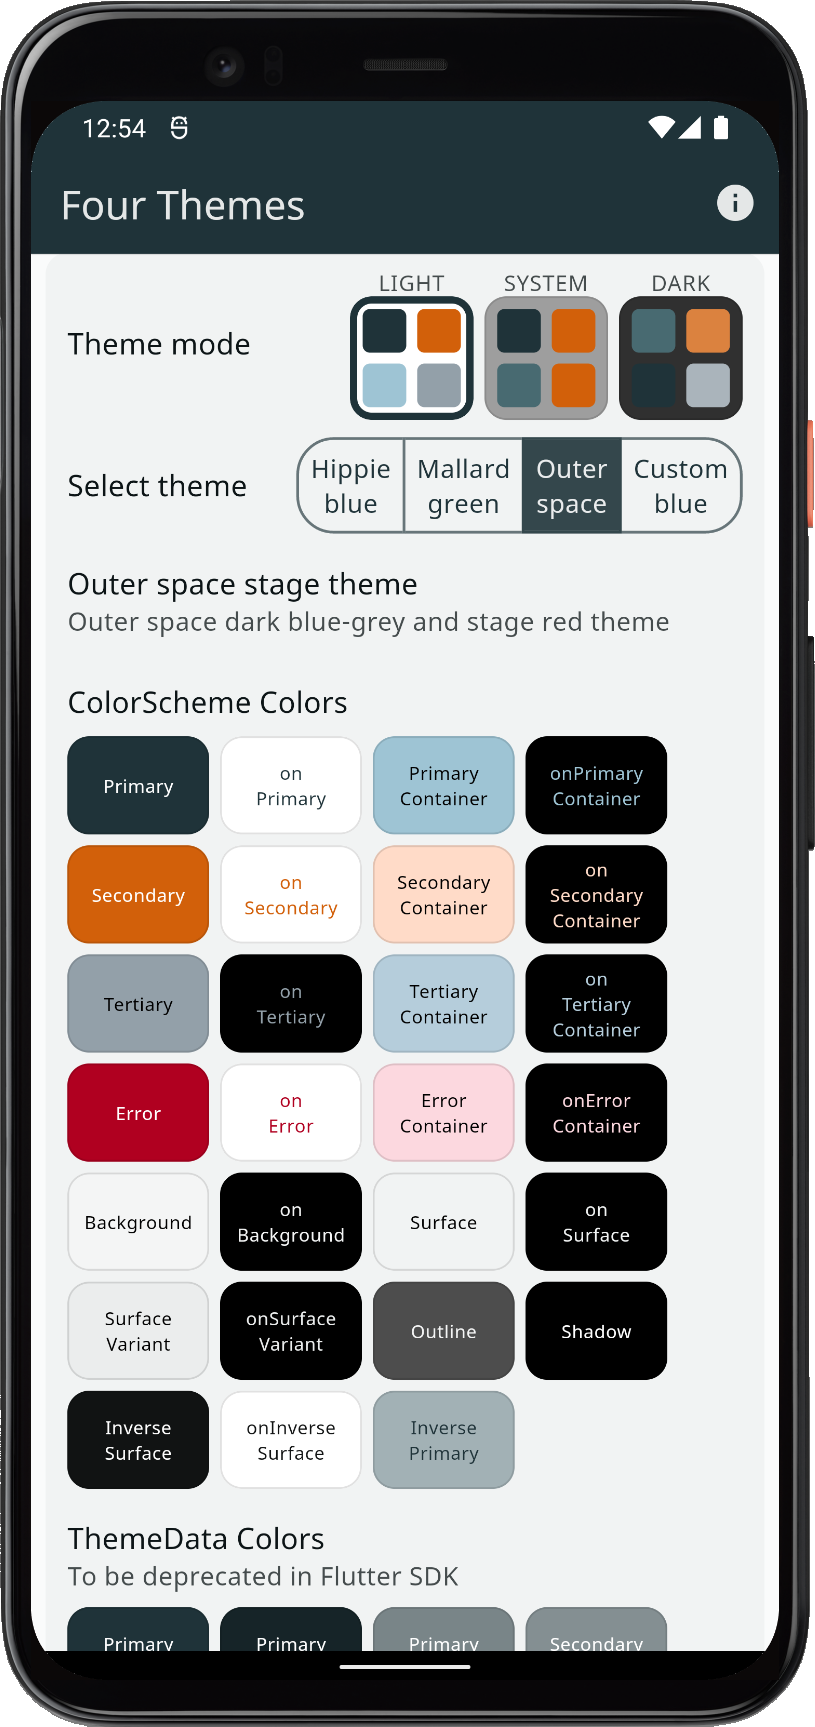 12:54
Four Themes
LIGHT SYSTEM DARK
Theme mode
Select theme
Hippie
blue
Mallard
green
Outer
space
Custom
blue
Outer space stage theme
Outer space dark blue-grey and stage red theme
ColorScheme Colors
Primary
on
Primary
Primary
Container
onPrimary
Container
Secondary
on
Secondary
Secondary
Container
on
Secondary
Container
Tertiary
on
Tertiary
Tertiary
Container
on
Tertiary
Container
Error
on
Error
Error
Container
onError
Container
Background
on
Background
Surface
on
Surface
Surface
Variant
onSurface
Variant
Outline
Shadow
Inverse
Surface
onInverse
Surface
Inverse
Primary
ThemeData Colors
To be deprecated in Flutter SDK
Primary
Primary
Primary
Secondary